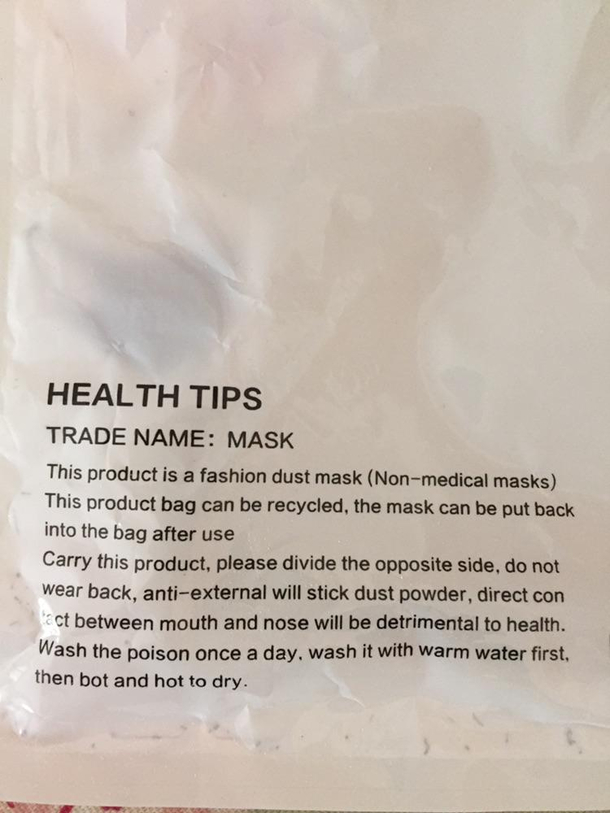 HEALTH TIPS
TRADE NAME: MASK
This product is a fashion dust mask (Non-medical masks)
This product bag can be recycled, the mask can be put back
into the bag after use
Carry this product, please divide the opposite side, do not
wear back, anti-external will stick dust powder, direct con
tact between mouth and nose will be detrimental to health.
Wash the poison once a day, wash it with warm water first,
then bot and hot to dry.